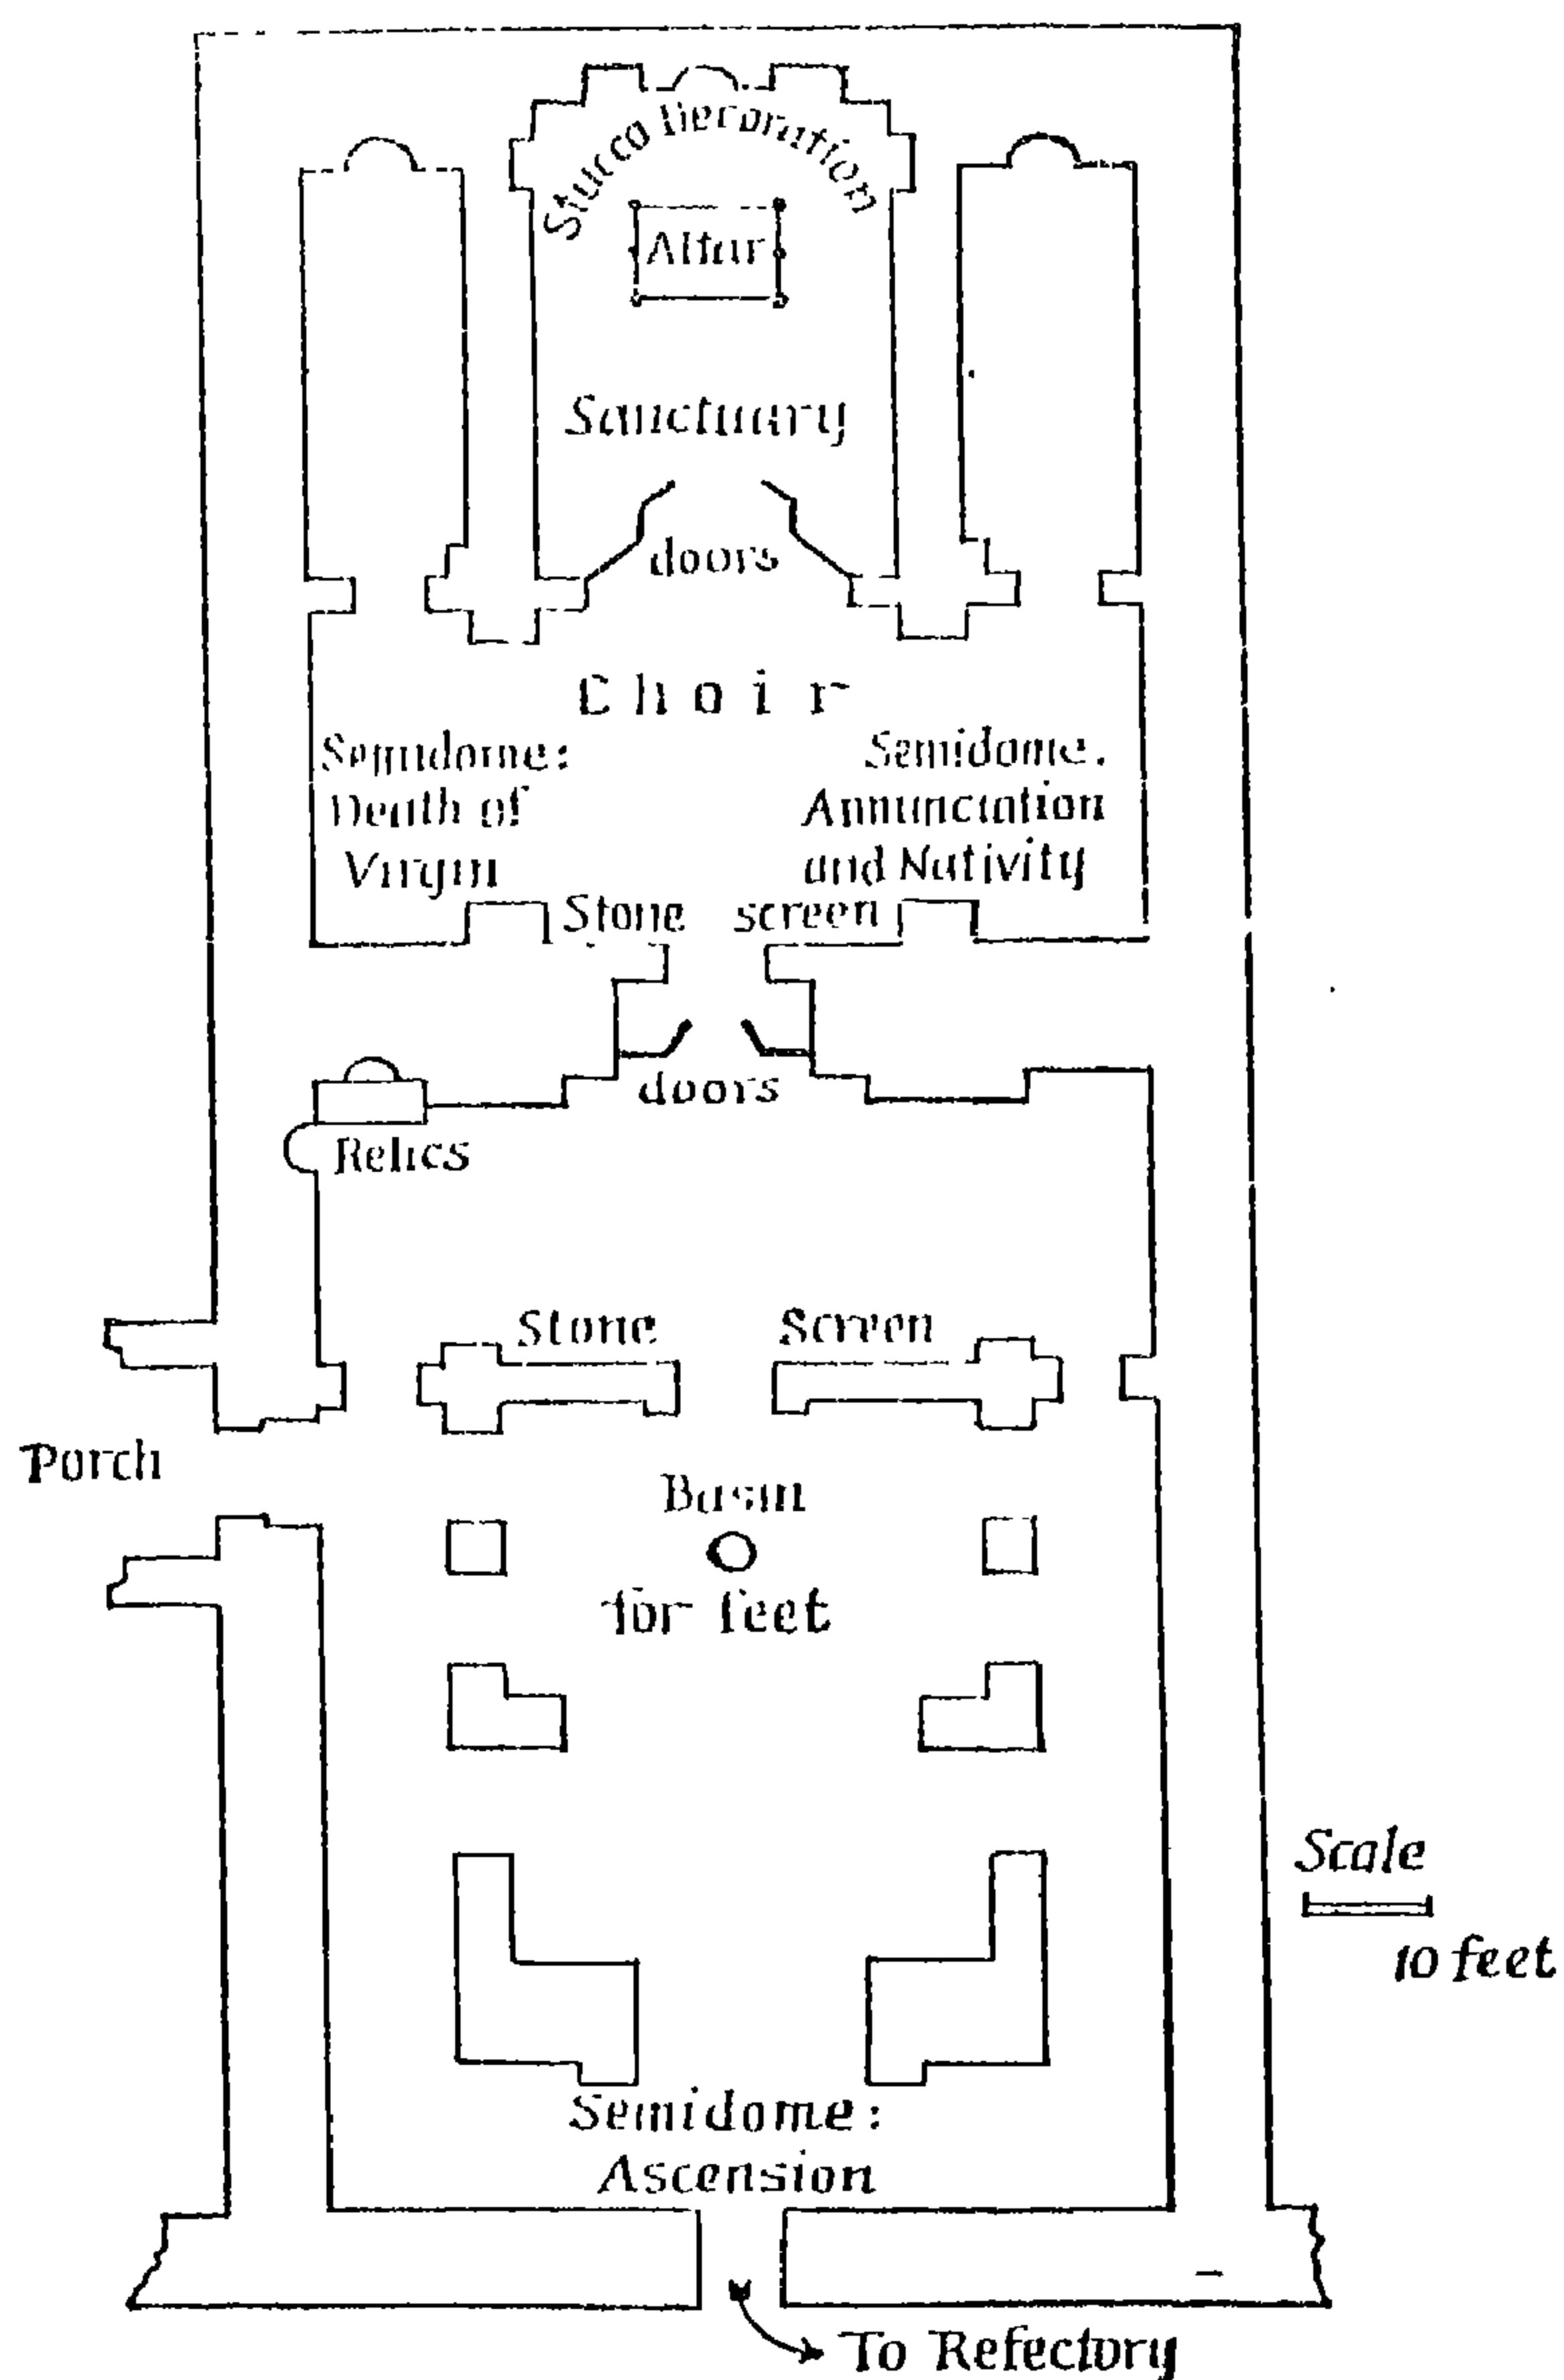 Stucco Decoration
Altar
Sanctuary
doors
Choir
Semidome:
Death of
Virgin
Semidome.
Annunciation
and Nativity
Stone screen
doors
Relics
Stone Screen
Porch
Basin
for feet
Scale
10 feet
Semidome:
Ascension
To Refectory